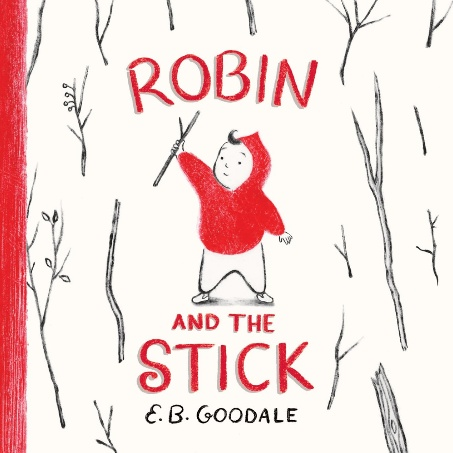 ROBIN
AND THE
STICK
E. B. GOODALE